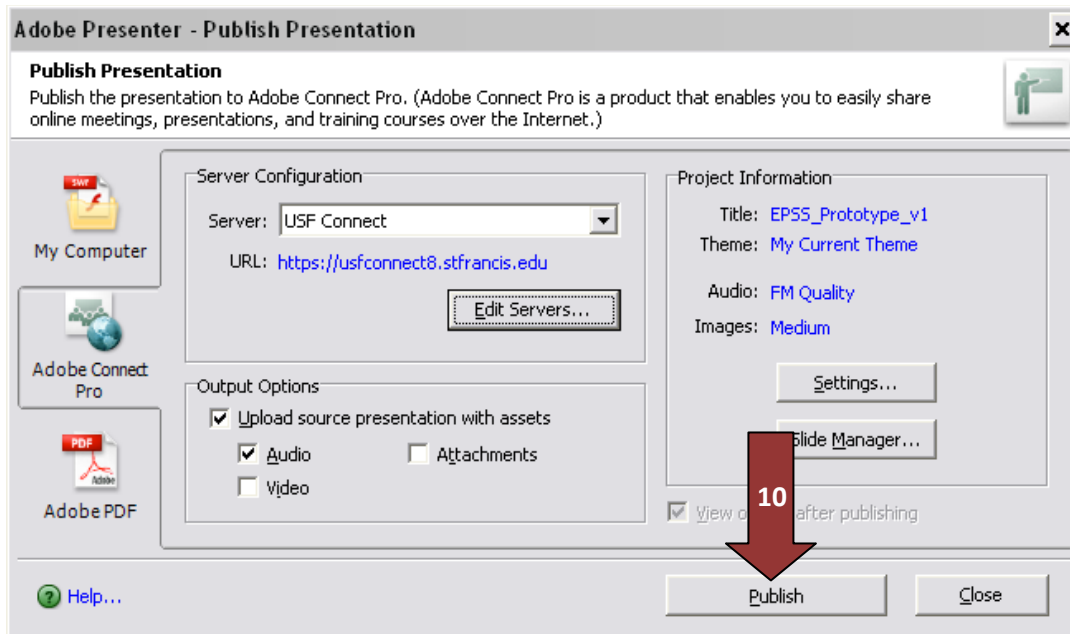 Adobe Presenter - Publish Presentation
Publish Presentation
Publish the presentation to Adobe Connect Pro. (Adobe Connect Pro is a product that enables you to easily share
online meetings, presentations, and training courses over the Internet.)
SWF
My Computer
Adobe Connect
Pro
PDF
Adobe
Adobe PDF
Server Configuration
Server: USF Connect
URL: https://usfconnect8.stfrancis.edu
Edit Servers...
Output Options
Upload source presentation with assets
Audio
Attachments
Video
Project Information
Title: EPSS_Prototype_v1
Theme: My Current Theme
Audio: FM Quality
Images: Medium
Settings...
Slide Manager...
10
View after publishing
Help...
Publish
Close